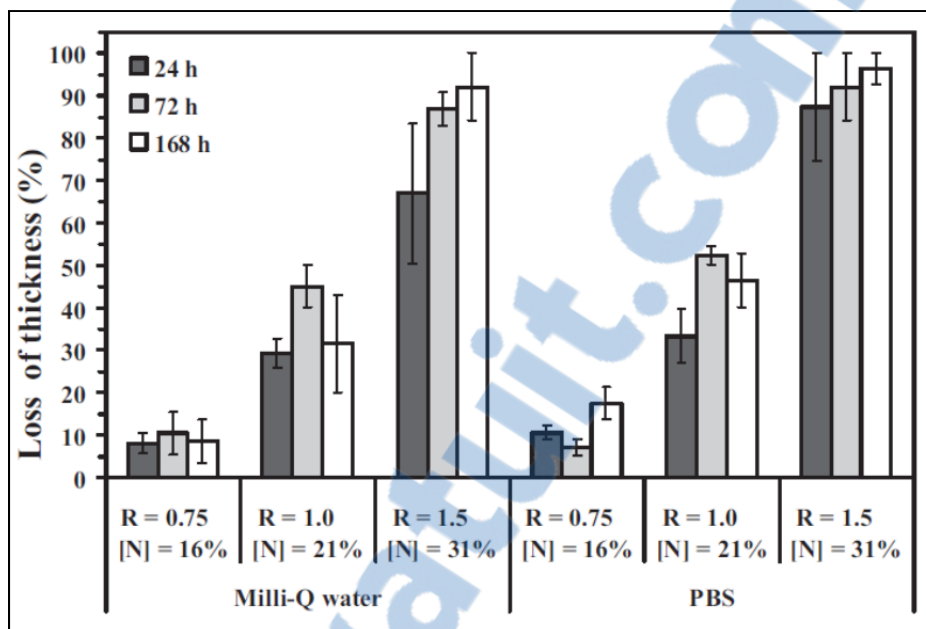 Loss of thickness (%)
100
90
80
70
60
50
40
30
20
10
0
24 h
72 h
168 h
R = 0.75
[N] = 16%
R = 1.0
[N] = 21%
R = 1.5
[N] = 31%
R = 0.75
[N] = 16%
R = 1.0
[N] = 21%
R = 1.5
[N] = 31%
Milli-Q water
PBS
atuit.com